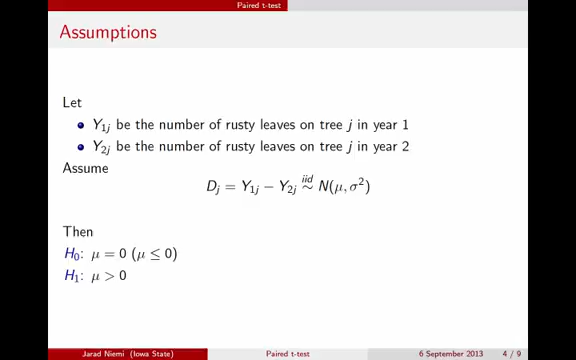 Paired t-test
Assumptions
Let
Y1j be the number of rusty leaves on tree j in year 1
Y2j be the number of rusty leaves on tree j in year 2
Assume
Dj = Y1j − Y2j iid∼ N(μ, σ²)
Then
H0: μ = 0 (μ ≤ 0)
H1: μ > 0
Jarad Niemi (Iowa State) Paired t-test 6 September 2013 4 / 9